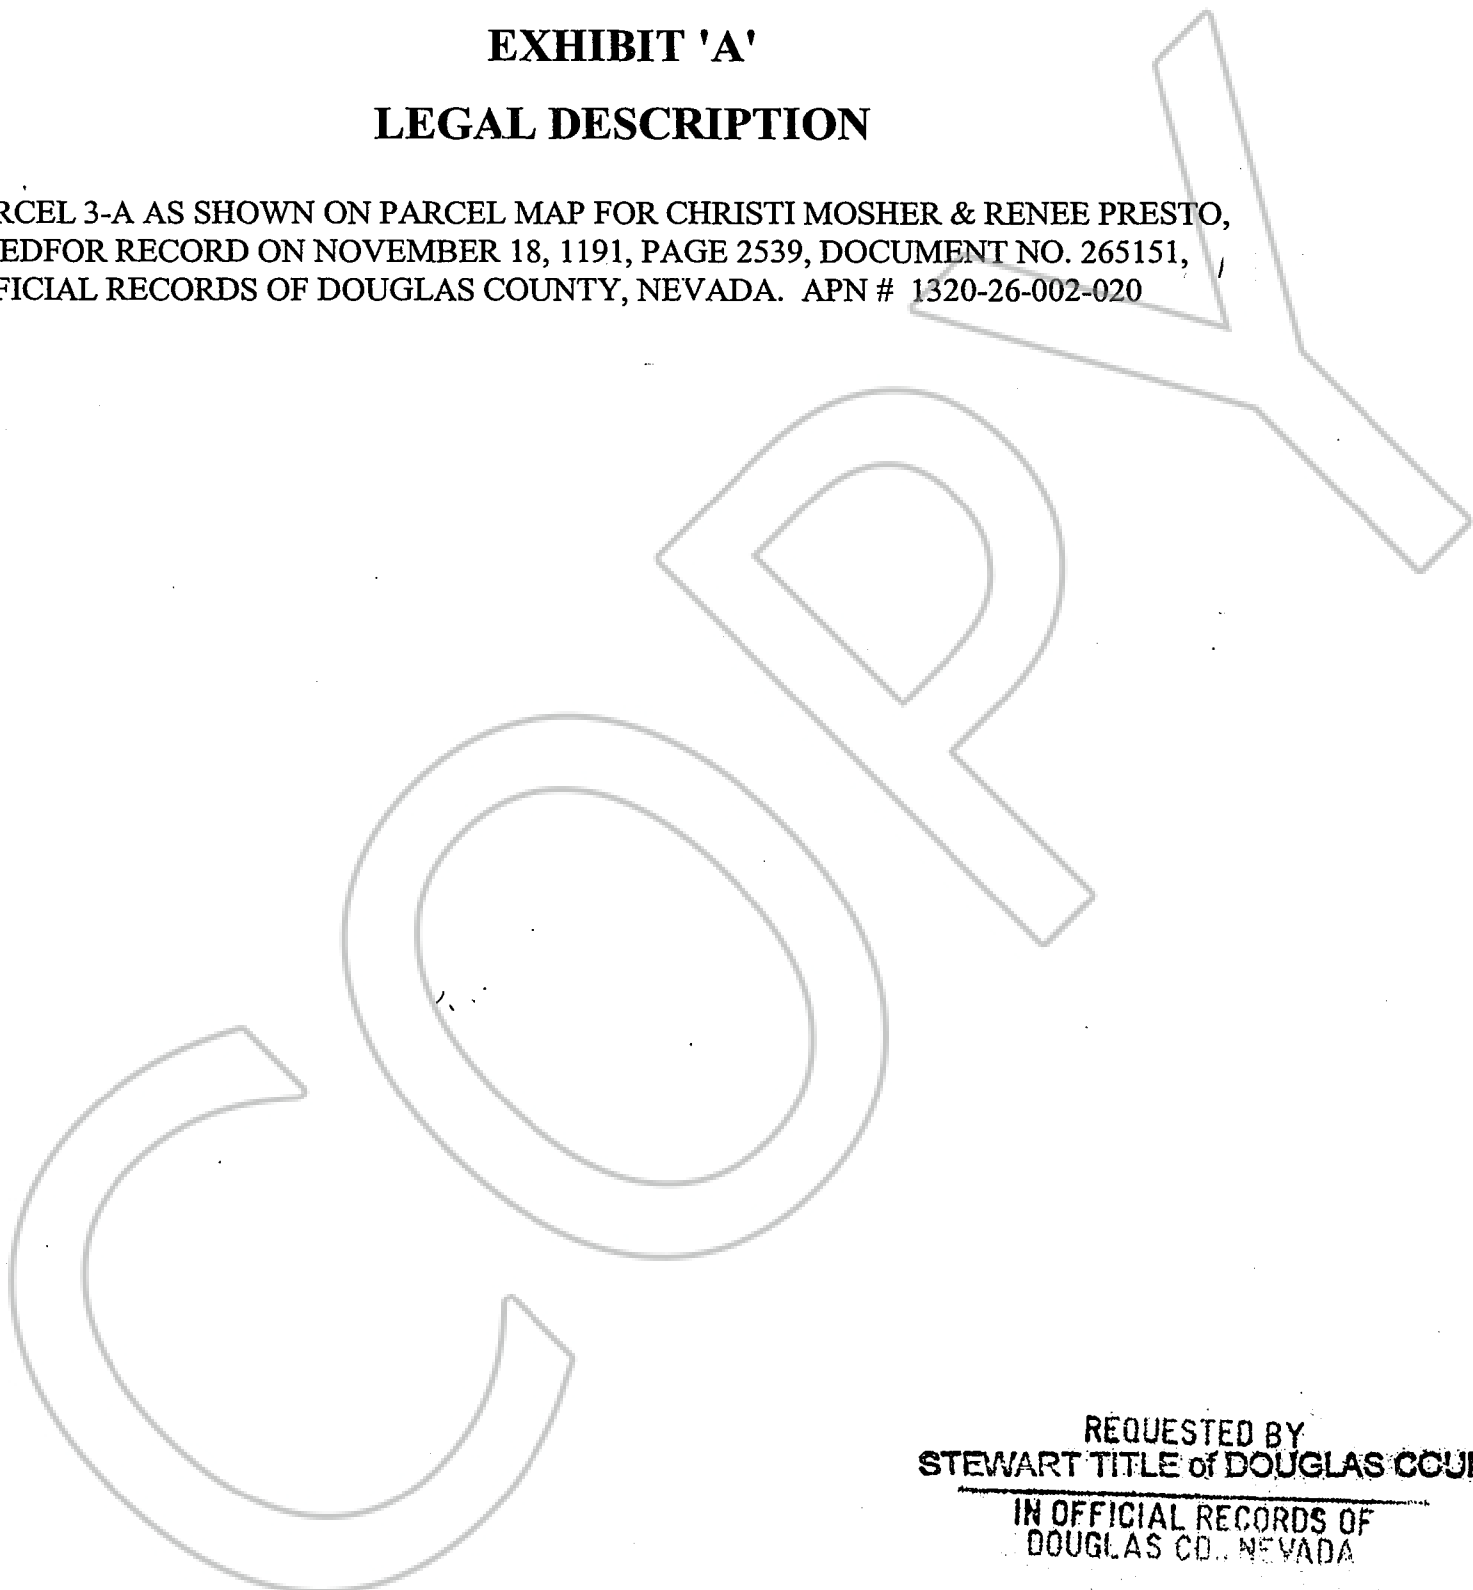 EXHIBIT 'A'
LEGAL DESCRIPTION
RCEL 3-A AS SHOWN ON PARCEL MAP FOR CHRISTI MOSHER & RENEE PRESTO,
EDFOR RECORD ON NOVEMBER 18, 1191, PAGE 2539, DOCUMENT NO. 265151,
FICIAL RECORDS OF DOUGLAS COUNTY, NEVADA. APN # 1320-26-002-020
COPY
REQUESTED BY
STEWART TITLE of DOUGLAS COU
IN OFFICIAL RECORDS OF
DOUGLAS CO., NEVADA